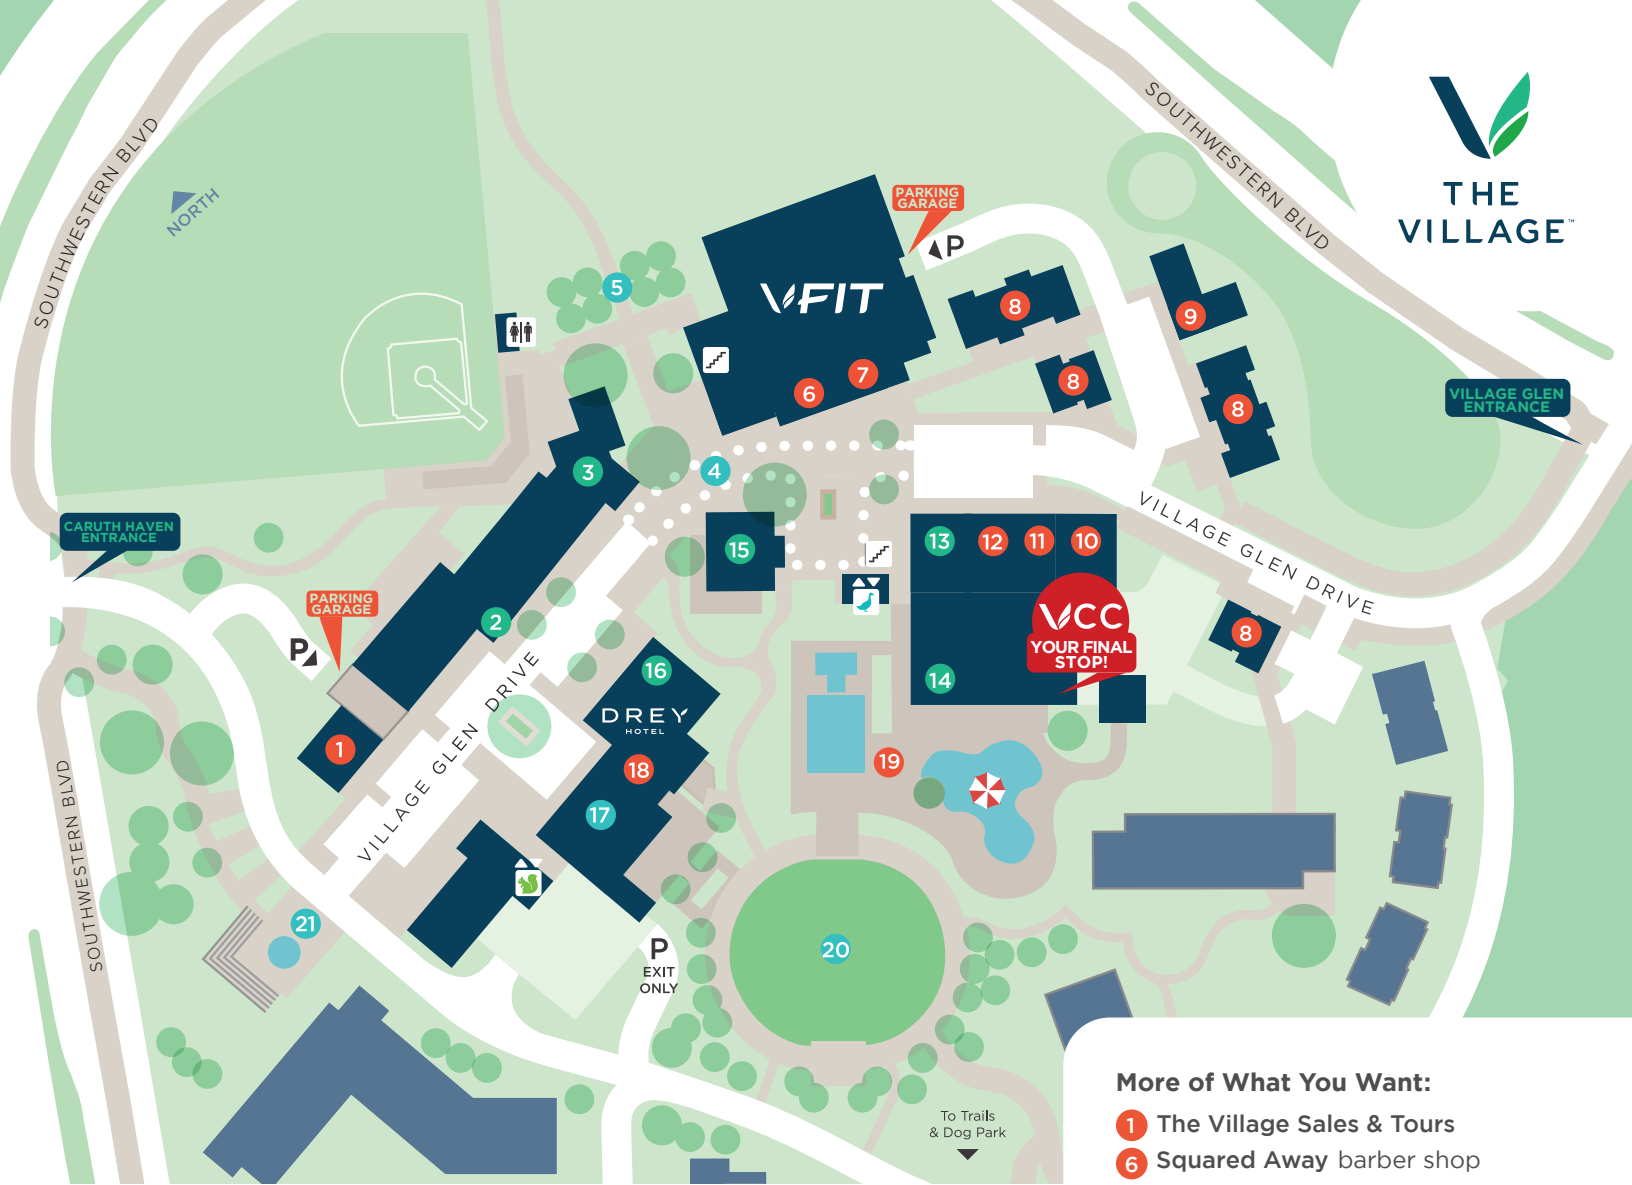 THE
VILLAGE™
SOUTHWESTERN BLVD
SOUTHWESTERN BLVD
NORTH
PARKING
GARAGE
P
5
VFIT
8
9
7
6
8
8
VILLAGE GLEN
ENTRANCE
3
4
VILLAGE GLEN DRIVE
CARUTH HAVEN
ENTRANCE
15
13
12
11
10
PARKING
GARAGE
P
2
VCC
YOUR FINAL
STOP!
8
16
14
DREY
HOTEL
VILLAGE GLEN DRIVE
1
18
19
17
SOUTHWESTERN BLVD
21
20
P
EXIT
ONLY
To Trails
& Dog Park
More of What You Want:
1 The Village Sales & Tours
6 Squared Away barber shop